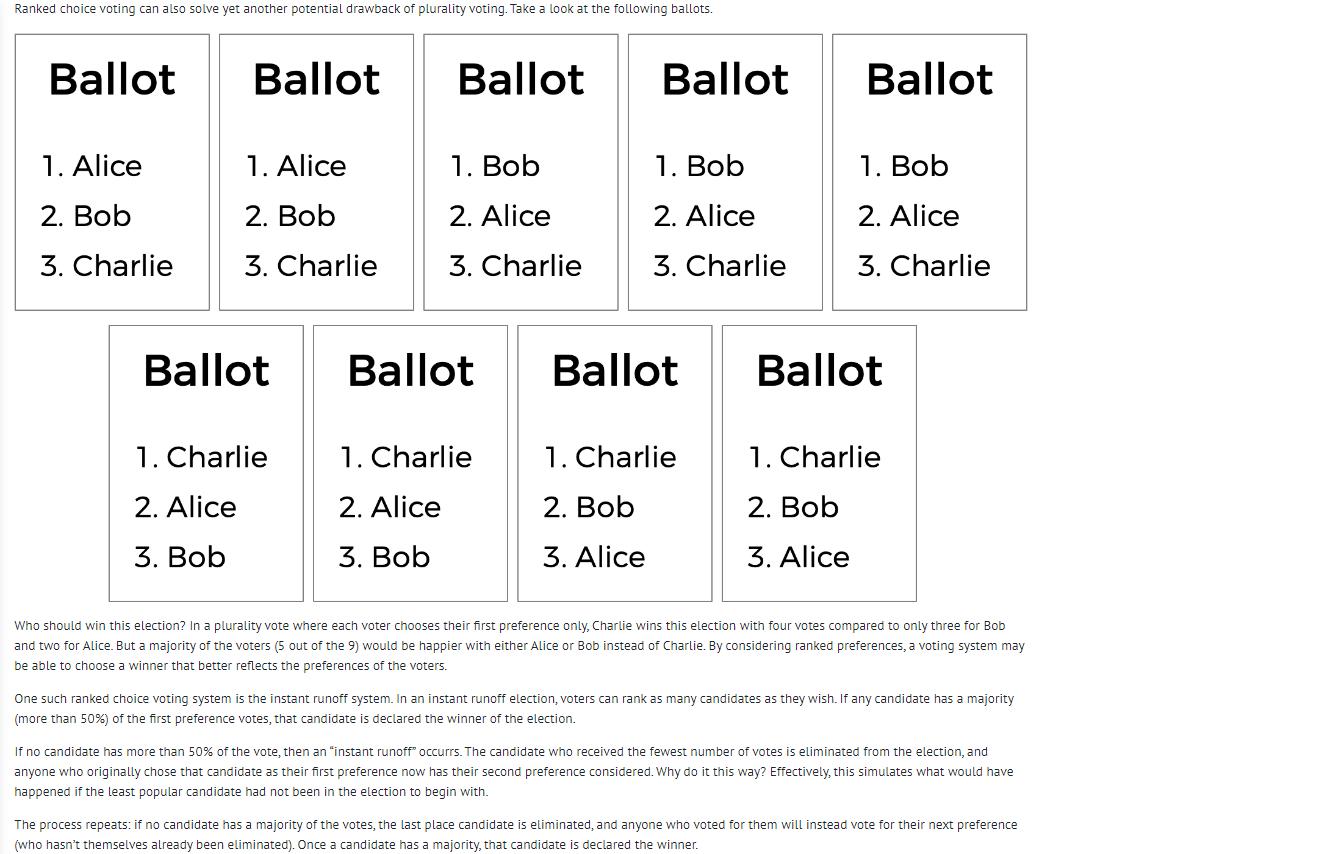 Ranked choice voting can also solve yet another potential drawback of plurality voting. Take a look at the following ballots.
Ballot
1. Alice
2. Bob
3. Charlie
Ballot
1. Alice
2. Bob
3. Charlie
Ballot
1. Bob
2. Alice
3. Charlie
Ballot
1. Bob
2. Alice
3. Charlie
Ballot
1. Bob
2. Alice
3. Charlie
Ballot
1. Charlie
2. Alice
3. Bob
Ballot
1. Charlie
2. Alice
3. Bob
Ballot
1. Charlie
2. Bob
3. Alice
Ballot
1. Charlie
2. Bob
3. Alice
Who should win this election? In a plurality vote where each voter chooses their first preference only, Charlie wins this election with four votes compared to only three for Bob
and two for Alice. But a majority of the voters (5 out of the 9) would be happier with either Alice or Bob instead of Charlie. By considering ranked preferences, a voting system may
be able to choose a winner that better reflects the preferences of the voters.
One such ranked choice voting system is the instant runoff system. In an instant runoff election, voters can rank as many candidates as they wish. If any candidate has a majority
(more than 50%) of the first preference votes, that candidate is declared the winner of the election.
If no candidate has more than 50% of the vote, then an “instant runoff” occurrs. The candidate who received the fewest number of votes is eliminated from the election, and
anyone who originally chose that candidate as their first preference now has their second preference considered. Why do it this way? Effectively, this simulates what would have
happened if the least popular candidate had not been in the election to begin with.
The process repeats: if no candidate has a majority of the votes, the last place candidate is eliminated, and anyone who voted for them will instead vote for their next preference
(who hasn’t themselves already been eliminated). Once a candidate has a majority, that candidate is declared the winner.